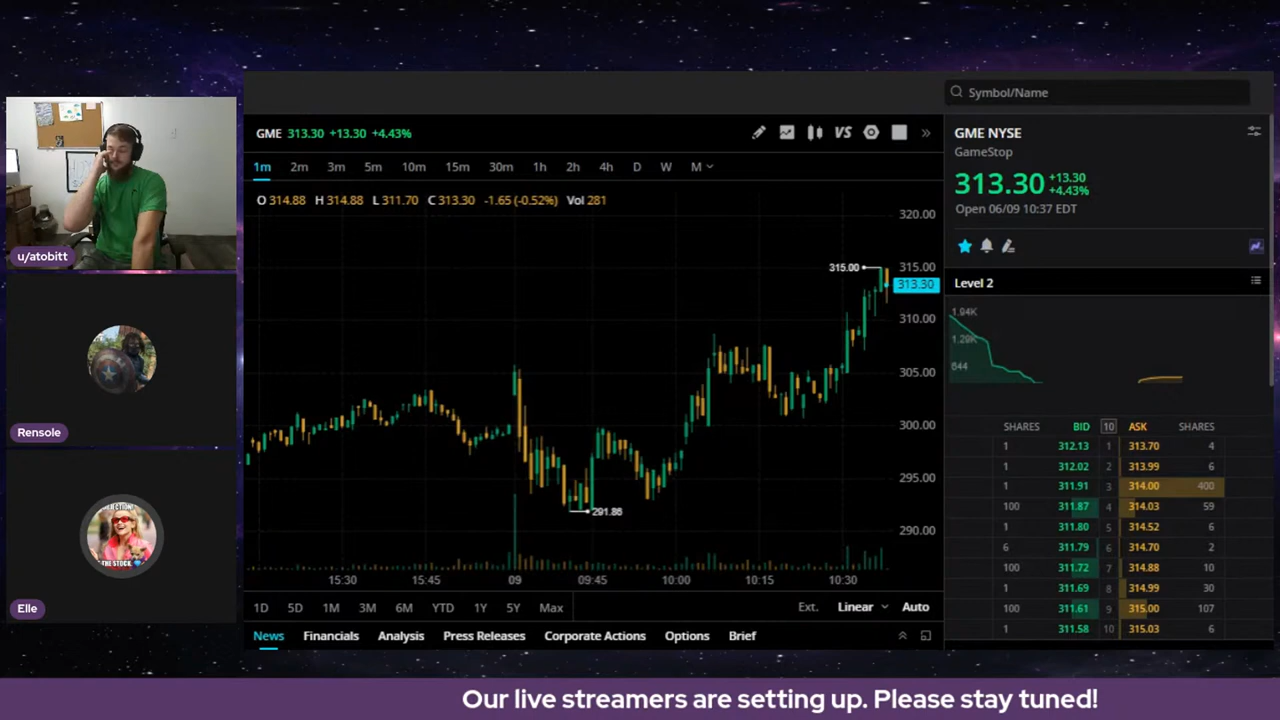 Symbol/Name
GME 313.30 +13.30 +4.43%
VS
GME NYSE
GameStop
313.30 +13.30 +4.43%
Open 06/09 10:37 EDT
1m 2m 3m 5m 10m 15m 30m 1h 2h 4h D W M
O 314.88 H 314.88 L 311.70 C 313.30 -1.65 (-0.52%) Vol 281
320.00
315.00
315.00
313.30
310.00
305.00
300.00
295.00
291.86
290.00
15:30 15:45 09 09:45 10:00 10:15 10:30
1D 5D 1M 3M 6M YTD 1Y 5Y Max Ext. Linear Auto
News Financials Analysis Press Releases Corporate Actions Options Brief
Level 2
1.94K
1.29K
644
SHARES BID 10 ASK SHARES
1 312.13 1 313.70 4
1 312.02 2 313.99 6
1 311.91 3 314.00 400
100 311.87 4 314.03 59
1 311.80 5 314.52 6
6 311.79 6 314.70 2
100 311.72 7 314.88 10
1 311.69 8 314.99 30
100 311.61 9 315.00 107
1 311.58 10 315.03 6
u/atobitt
Rensole
THE STOCK
Elle
Our live streamers are setting up. Please stay tuned!